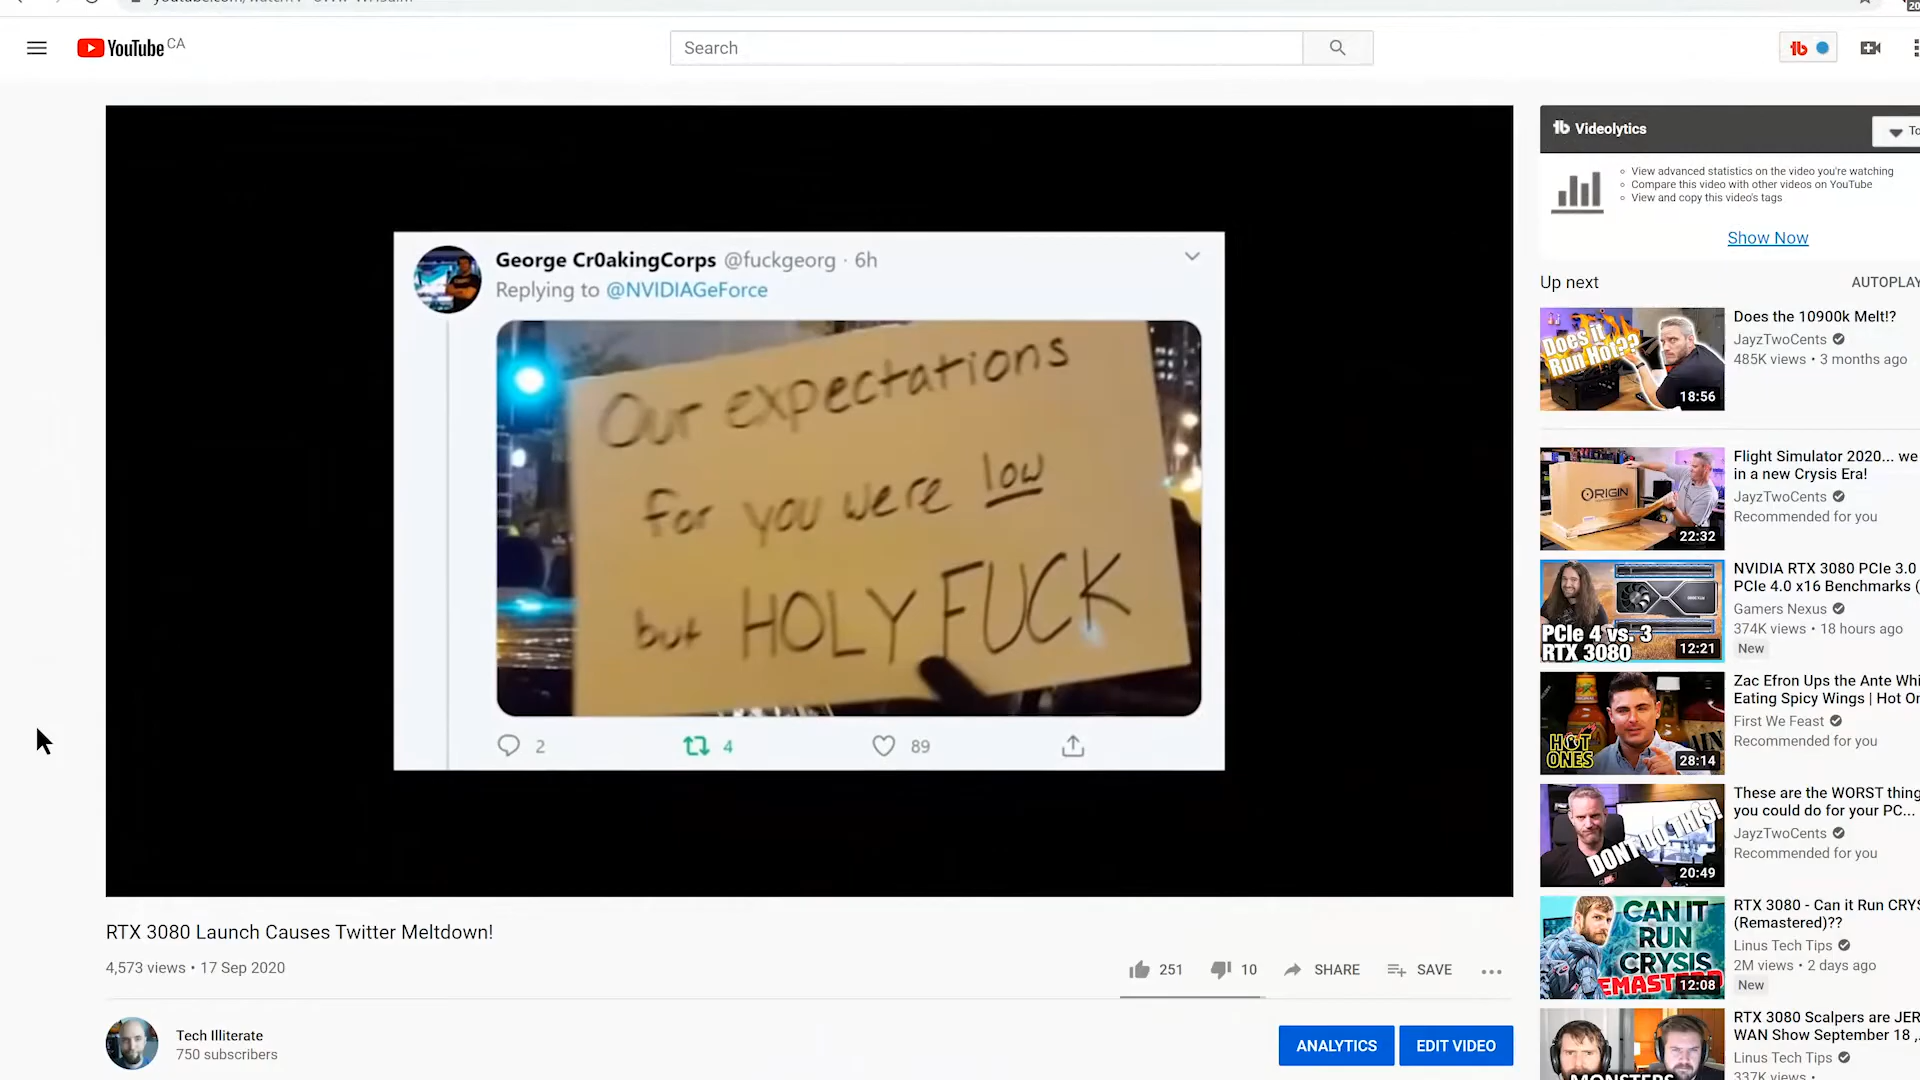 YouTube CA
Search
Videolytics
View advanced statistics on the video you're watching
Compare this video with other videos on YouTube
View and copy this video's tags
Show Now
George Cr0akingCorps @fuckgeorg · 6h
Replying to @NVIDIAGeForce
Our expectations
for you were low
but HOLY FUCK
2
4
89
RTX 3080 Launch Causes Twitter Meltdown!
4,573 views • 17 Sep 2020
251
10
SHARE
SAVE
Tech Illiterate
750 subscribers
ANALYTICS
EDIT VIDEO
Up next
AUTOPLAY
Does it
Run Hot??
18:56
Does the 10900k Melt!?
JayzTwoCents
485K views • 3 months ago
ORIGIN
22:32
Flight Simulator 2020... we
in a new Crysis Era!
JayzTwoCents
Recommended for you
PCIe 4 vs. 3
RTX 3080
12:21
NVIDIA RTX 3080 PCIe 3.0
PCIe 4.0 x16 Benchmarks (
Gamers Nexus
374K views • 18 hours ago
New
HOT
ONES
28:14
Zac Efron Ups the Ante Whi
Eating Spicy Wings | Hot On
First We Feast
Recommended for you
DONT DO THIS!
20:49
These are the WORST thing
you could do for your PC...
JayzTwoCents
Recommended for you
CAN IT
RUN
CRYSIS
EMASTERED
12:08
RTX 3080 - Can it Run CRYS
(Remastered)??
Linus Tech Tips
2M views • 2 days ago
New
RTX 3080 Scalpers are JER
WAN Show September 18 ,
Linus Tech Tips
337K views •